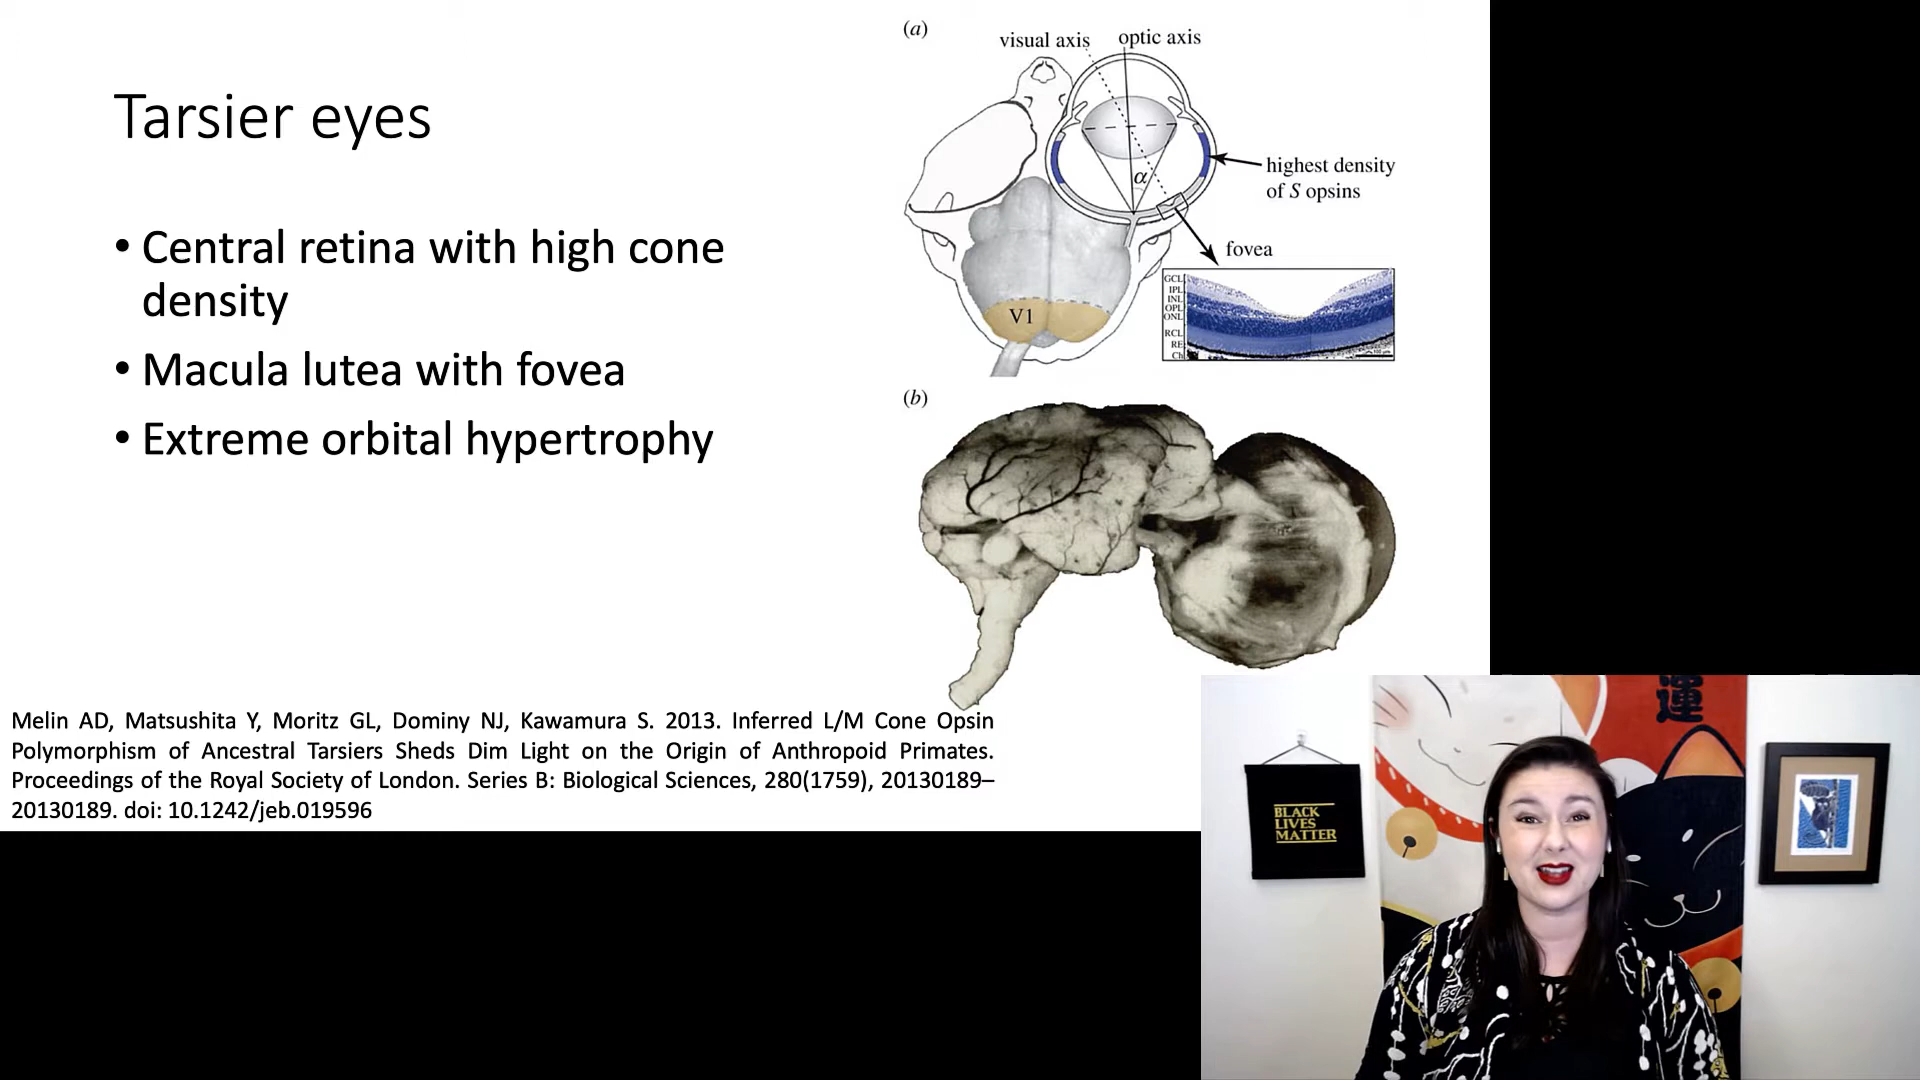 Tarsier eyes
• Central retina with high cone
density
• Macula lutea with fovea
• Extreme orbital hypertrophy
(a)
visual axis
optic axis
α
highest density
of S opsins
fovea
V1
GCL
IPL
INL
OPL
ONL
RCL
RE
Ch
(b)
Melin AD, Matsushita Y, Moritz GL, Dominy NJ, Kawamura S. 2013. Inferred L/M Cone Opsin
Polymorphism of Ancestral Tarsiers Sheds Dim Light on the Origin of Anthropoid Primates.
Proceedings of the Royal Society of London. Series B: Biological Sciences, 280(1759), 20130189–
20130189. doi: 10.1242/jeb.019596
BLACK
LIVES
MATTER